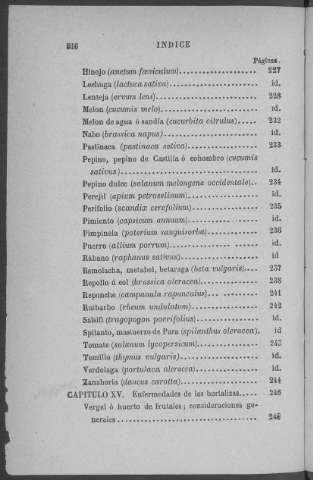 816 INDICE
Páginas.
Hinojo (anetum fœniculum)..................... 227
Lechuga (lactuca sativa)........................ id.
Lenteja (ervum lens)............................ 228
Melon (cucumis melo)............................ id.
Melon de agua ó sandía (cucurbita citrulus)..... 232
Nabo (brassica napus)........................... id.
Pastinaca (pastinaca sativa).................... 233
Pepino, pepino de Castilla ó cohombro (cucumis
sativus)........................................ id.
Pepino dulce (solanum melongene occidentale).. 234
Perejil (apium petroselinum).................... id.
Perifollo (scandix cerefolium).................. 235
Pimiento (capsicum annuum)...................... id.
Pimpinela (poterium sanguisorba)................ 236
Puerro (allium porrum).......................... id.
Rábano (raphanus sativus)....................... id
Remolacha, metabel, betaraga (beta vulgaris).... 237
Repollo ó col (brassica oleracea)............... 238
Reponche (campanula rapunculus)................. 241
Ruibarbo (rheum undulatum)...................... 242
Salsifí (tragopogon porrifolius)................ id.
Spilanto, mastuerzo de Para (spilanthus oleracea). id
Tomate (solanum lycopersicum)................... 243
Tomillo (thymus vulgaris)....................... id.
Verdolaga (portulaca oleracea).................. id.
Zanahoria (daucus carotta)...................... 244
CAPITULO XV. Enfermedades de las hortalizas..... 246
Vergel ó huerto de frutales; consideraciones ge-
nerales......................................... 248